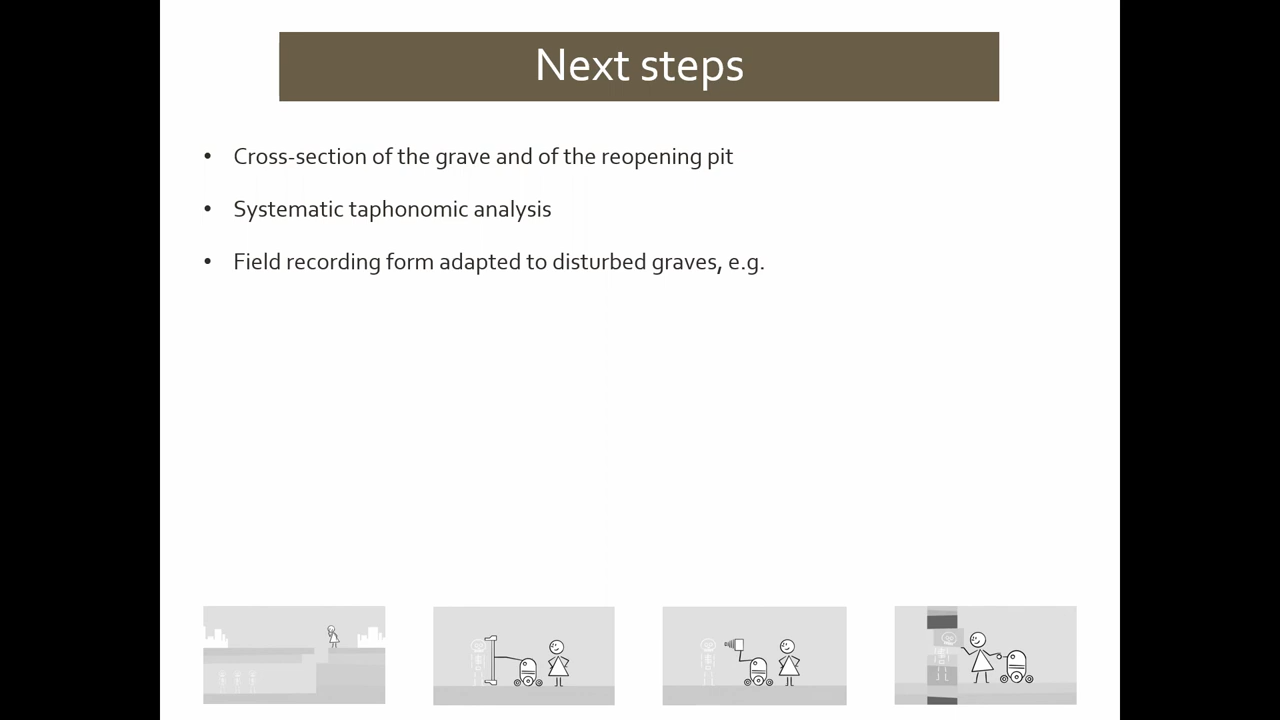 Next steps
• Cross-section of the grave and of the reopening pit
• Systematic taphonomic analysis
• Field recording form adapted to disturbed graves, e.g.